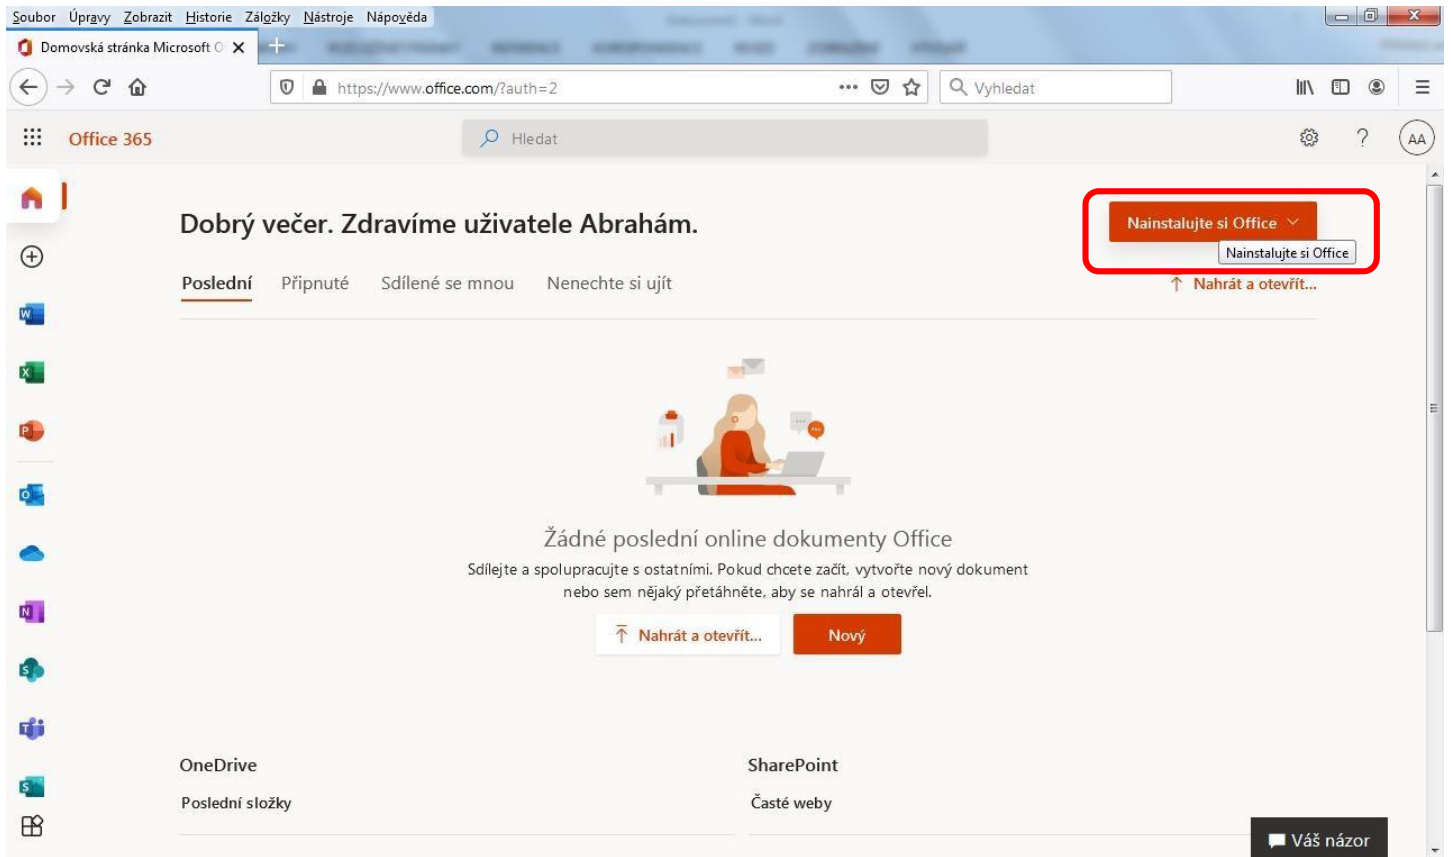 Soubor Úpravy Zobrazit Historie Záložky Nástroje Nápověda
Domovská stránka Microsoft O
https://www.office.com/?auth=2
Vyhledat
Office 365
Hledat
AA
Dobrý večer. Zdravíme uživatele Abrahám.
Nainstalujte si Office
Nainstalujte si Office
Poslední Připnuté Sdílené se mnou Nenechte si ujít
Nahrát a otevřít...
Žádné poslední online dokumenty Office
Sdílejte a spolupracujte s ostatními. Pokud chcete začít, vytvořte nový dokument
nebo sem nějaký přetáhněte, aby se nahrál a otevřel.
Nahrát a otevřít... Nový
OneDrive
SharePoint
Poslední složky
Časté weby
Váš názor